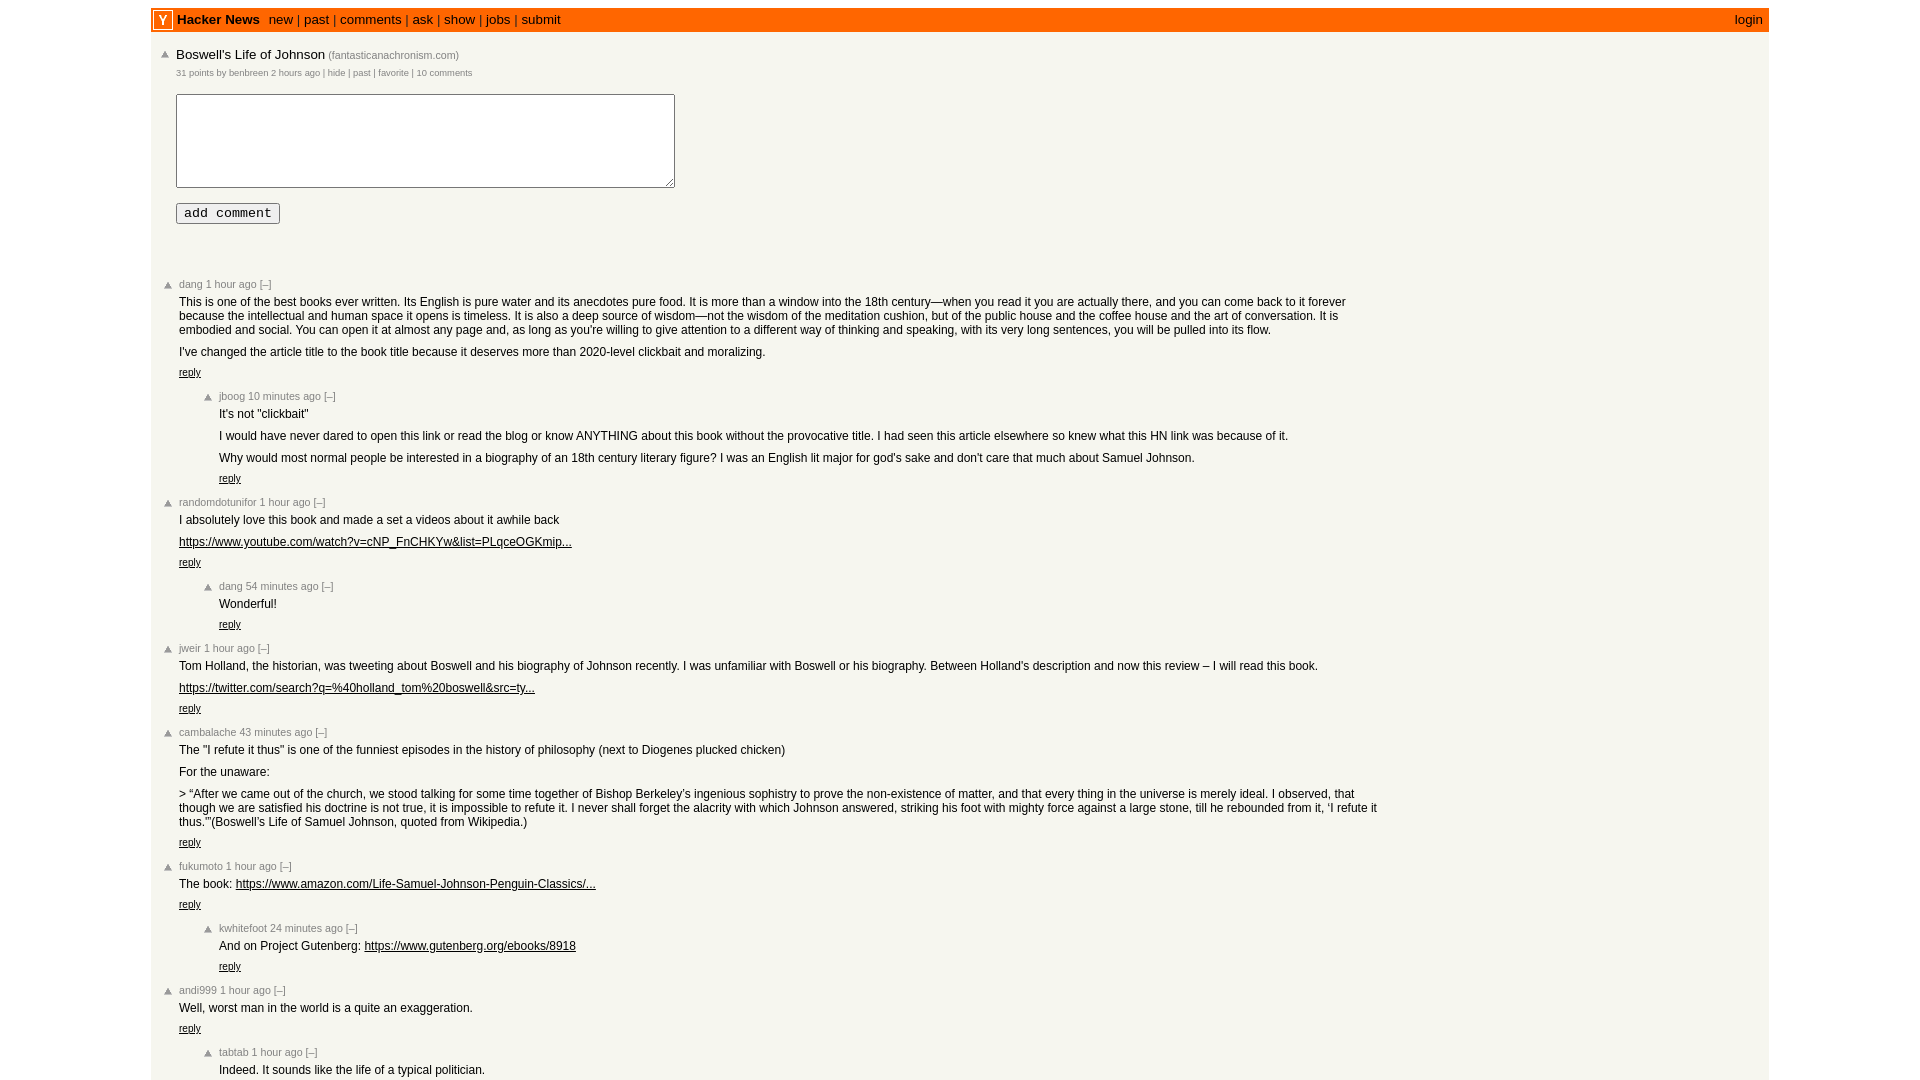 Y Hacker News new | past | comments | ask | show | jobs | submit login
Boswell's Life of Johnson (fantasticanachronism.com)
31 points by benbreen 2 hours ago | hide | past | favorite | 10 comments
add comment
dang 1 hour ago [–]
This is one of the best books ever written. Its English is pure water and its anecdotes pure food. It is more than a window into the 18th century—when you read it you are actually there, and you can come back to it forever
because the intellectual and human space it opens is timeless. It is also a deep source of wisdom—not the wisdom of the meditation cushion, but of the public house and the coffee house and the art of conversation. It is
embodied and social. You can open it at almost any page and, as long as you're willing to give attention to a different way of thinking and speaking, with its very long sentences, you will be pulled into its flow.
I've changed the article title to the book title because it deserves more than 2020-level clickbait and moralizing.
reply
jboog 10 minutes ago [–]
It's not "clickbait"
I would have never dared to open this link or read the blog or know ANYTHING about this book without the provocative title. I had seen this article elsewhere so knew what this HN link was because of it.
Why would most normal people be interested in a biography of an 18th century literary figure? I was an English lit major for god's sake and don't care that much about Samuel Johnson.
reply
randomdotunifor 1 hour ago [–]
I absolutely love this book and made a set a videos about it awhile back
https://www.youtube.com/watch?v=cNP_FnCHKYw&list=PLqceOGKmip...
reply
dang 54 minutes ago [–]
Wonderful!
reply
jweir 1 hour ago [–]
Tom Holland, the historian, was tweeting about Boswell and his biography of Johnson recently. I was unfamiliar with Boswell or his biography. Between Holland's description and now this review – I will read this book.
https://twitter.com/search?q=%40holland_tom%20boswell&src=ty...
reply
cambalache 43 minutes ago [–]
The "I refute it thus" is one of the funniest episodes in the history of philosophy (next to Diogenes plucked chicken)
For the unaware:
> “After we came out of the church, we stood talking for some time together of Bishop Berkeley’s ingenious sophistry to prove the non-existence of matter, and that every thing in the universe is merely ideal. I observed, that
though we are satisfied his doctrine is not true, it is impossible to refute it. I never shall forget the alacrity with which Johnson answered, striking his foot with mighty force against a large stone, till he rebounded from it, ‘I refute it
thus.’”(Boswell’s Life of Samuel Johnson, quoted from Wikipedia.)
reply
fukumoto 1 hour ago [–]
The book: https://www.amazon.com/Life-Samuel-Johnson-Penguin-Classics/...
reply
kwhitefoot 24 minutes ago [–]
And on Project Gutenberg: https://www.gutenberg.org/ebooks/8918
reply
andi999 1 hour ago [–]
Well, worst man in the world is a quite an exaggeration.
reply
tabtab 1 hour ago [–]
Indeed. It sounds like the life of a typical politician.